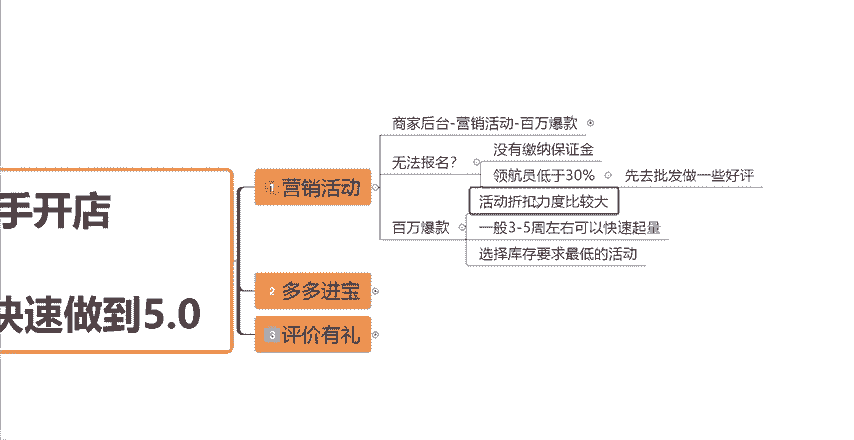 手开店
快速做到5.0
1 营销活动
商家后台-营销活动-百万爆款
无法报名?
没有缴纳保证金
领航员低于30%
先去批发做一些好评
百万爆款
活动折扣力度比较大
一般3-5周左右可以快速起量
选择库存要求最低的活动
2 多多进宝
3 评价有礼